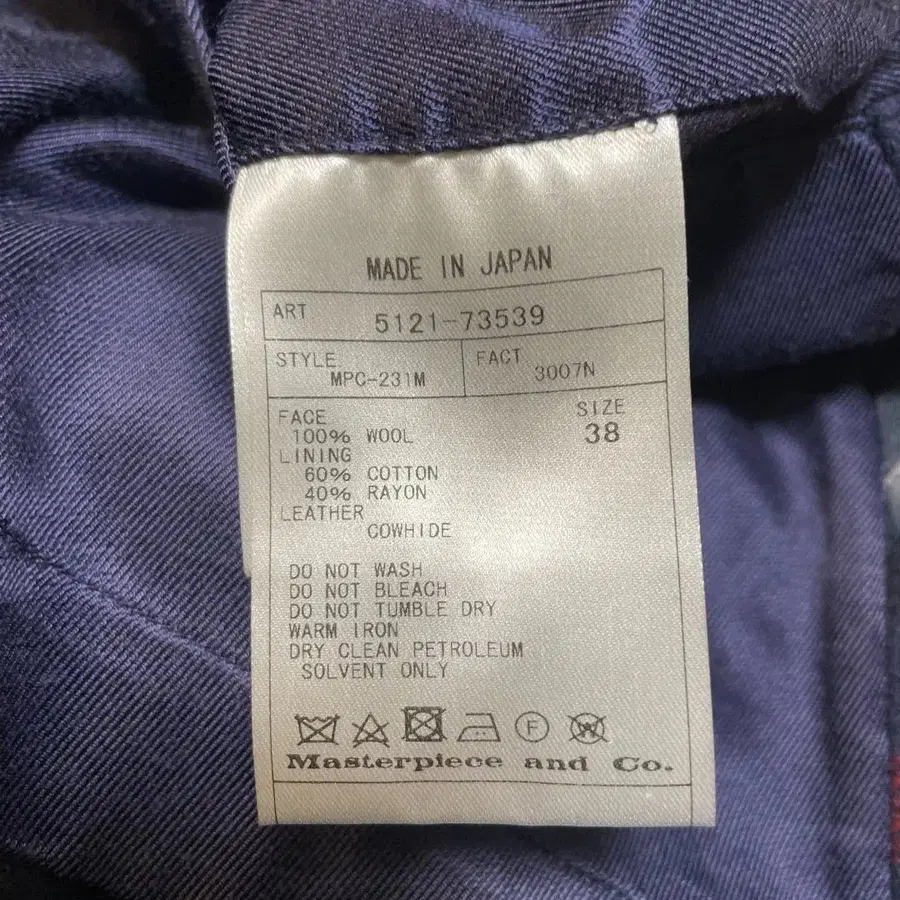 MADE IN JAPAN
ART 5121-73539
STYLE FACT
MPC-231M 3007N
FACE SIZE
100% WOOL 38
LINING
60% COTTON
40% RAYON
LEATHER
COWHIDE
DO NOT WASH
DO NOT BLEACH
DO NOT TUMBLE DRY
WARM IRON
DRY CLEAN PETROLEUM
SOLVENT ONLY
F W
Masterpiece and Co.